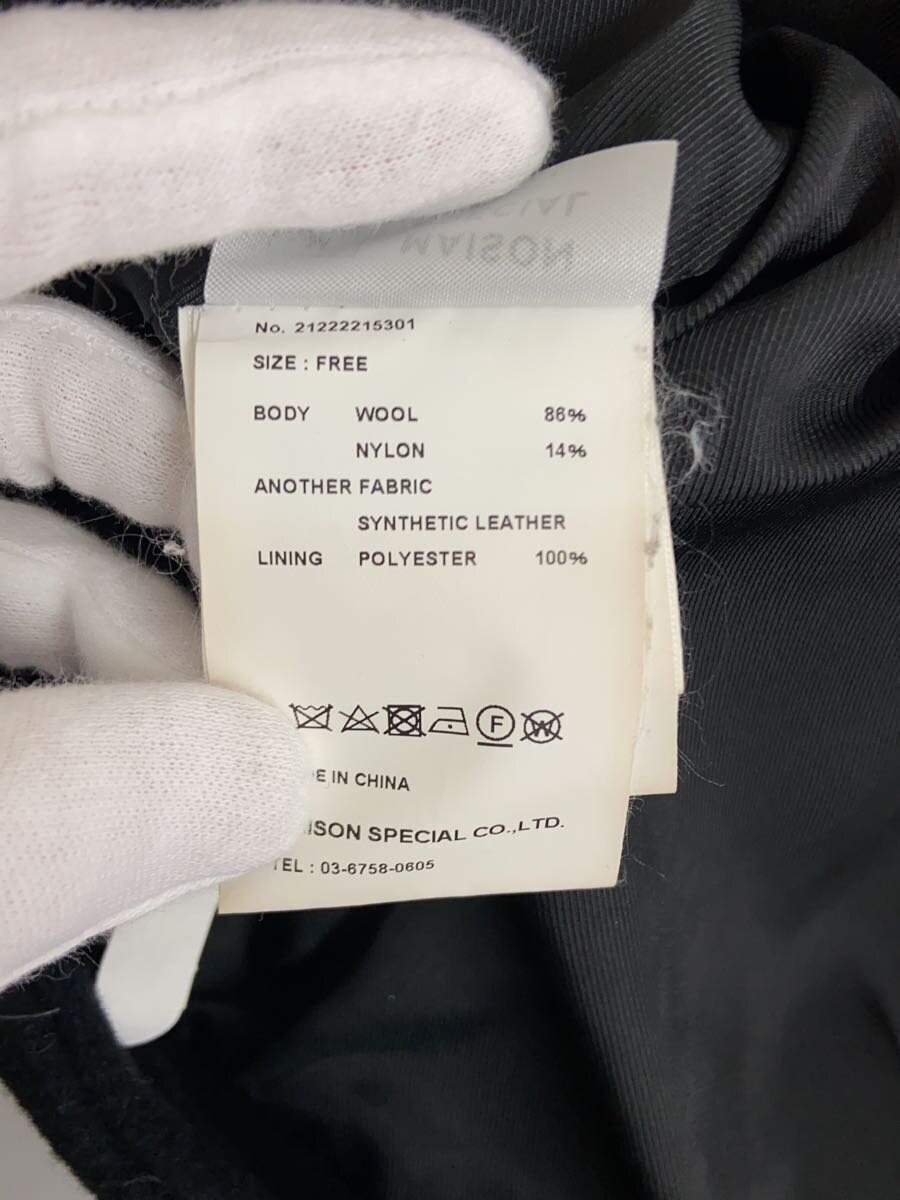 MAISON
No. 21222215301
SIZE : FREE
BODY WOOL 86%
NYLON 14%
ANOTHER FABRIC
SYNTHETIC LEATHER
LINING POLYESTER 100%
F W
E IN CHINA
ISON SPECIAL CO.,LTD.
TEL : 03-6758-0605